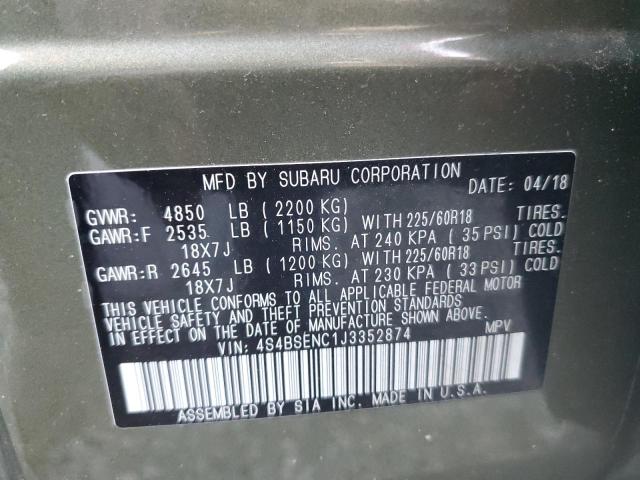 MFD BY SUBARU CORPORATION
DATE: 04/18
GVWR: 4850 LB ( 2200 KG)
GAWR:F 2535 LB ( 1150 KG) WITH 225/60R18 TIRES.
18X7J RIMS. AT 240 KPA ( 35 PSI) COLD
GAWR:R 2645 LB ( 1200 KG) WITH 225/60R18 TIRES.
18X7J RIMS. AT 230 KPA ( 33 PSI) COLD
THIS VEHICLE CONFORMS TO ALL APPLICABLE FEDERAL MOTOR
VEHICLE SAFETY AND THEFT PREVENTION STANDARDS
IN EFFECT ON THE DATE OF MANUFACTURE SHOWN ABOVE.
VIN: 4S4BSENC1J3352874 MPV
ASSEMBLED BY SIA INC. MADE IN U.S.A.